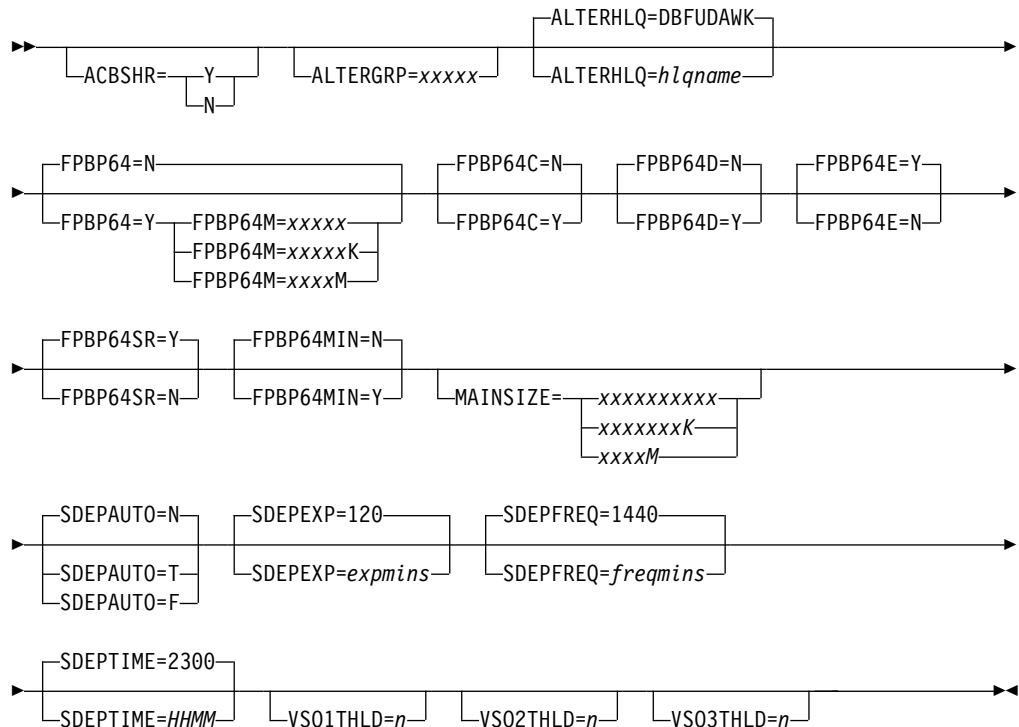 ALTERHLQ=DBFUDAWK
ACBSHR= Y ALTERGRP=xxxxx ALTERHLQ=hlqname
N
FPBP64=N FPBP64C=N FPBP64D=N FPBP64E=Y
FPBP64=Y FPBP64M=xxxxx FPBP64C=Y FPBP64D=Y FPBP64E=N
FPBP64M=xxxxxK
FPBP64M=xxxxM
FPBP64SR=Y FPBP64MIN=N
FPBP64SR=N FPBP64MIN=Y MAINSIZE= xxxxxxxxxx
xxxxxxxK
xxxxM
SDEPAUTO=N SDEPEXP=120 SDEPFREQ=1440
SDEPAUTO=T SDEPEXP=expmins SDEPFREQ=freqmins
SDEPAUTO=F
SDEPTIME=2300
SDEPTIME=HHMM VSO1THLD=n VSO2THLD=n VSO3THLD=n